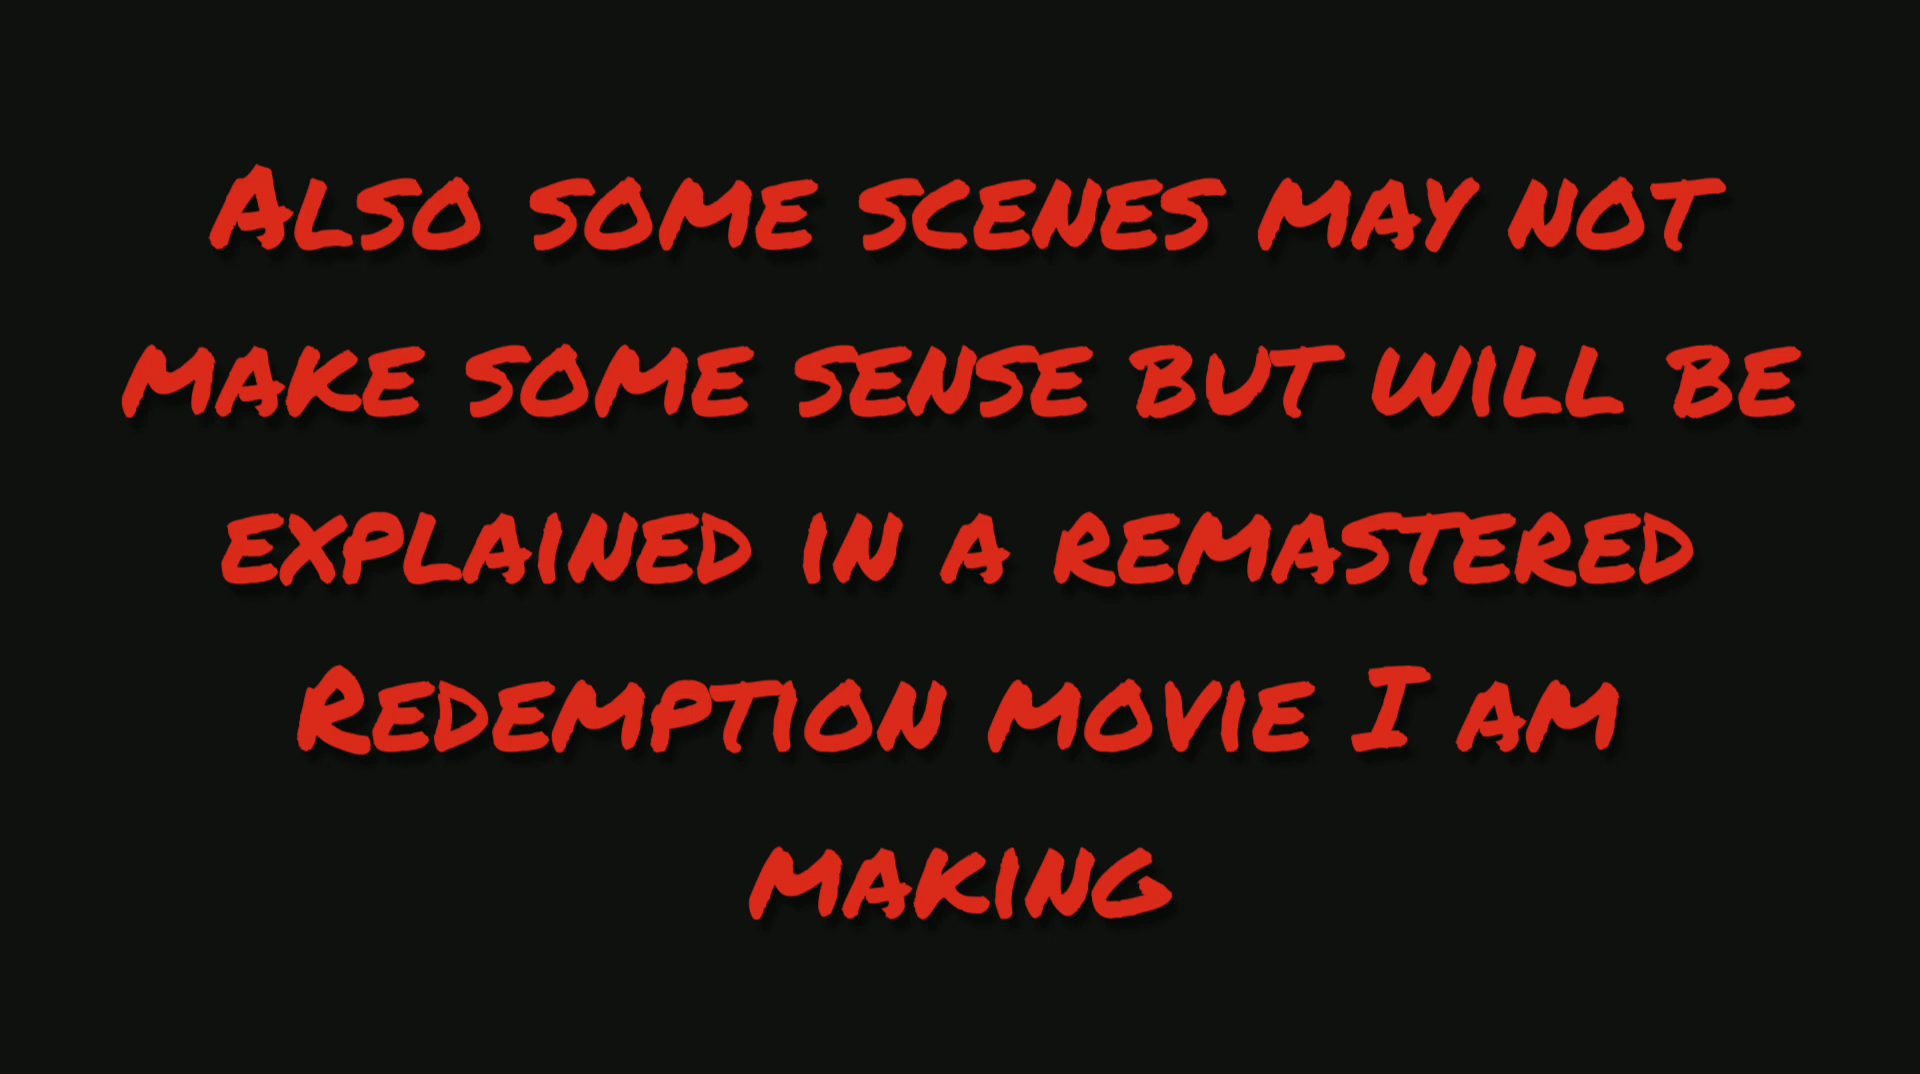 Also some scenes may not
make some sense but will be
explained in a remastered
Redemption movie I am
making